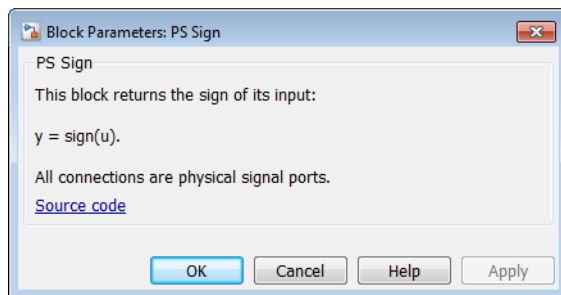 Block Parameters: PS Sign
PS Sign
This block returns the sign of its input:
y = sign(u).
All connections are physical signal ports.
Source code
OK Cancel Help Apply